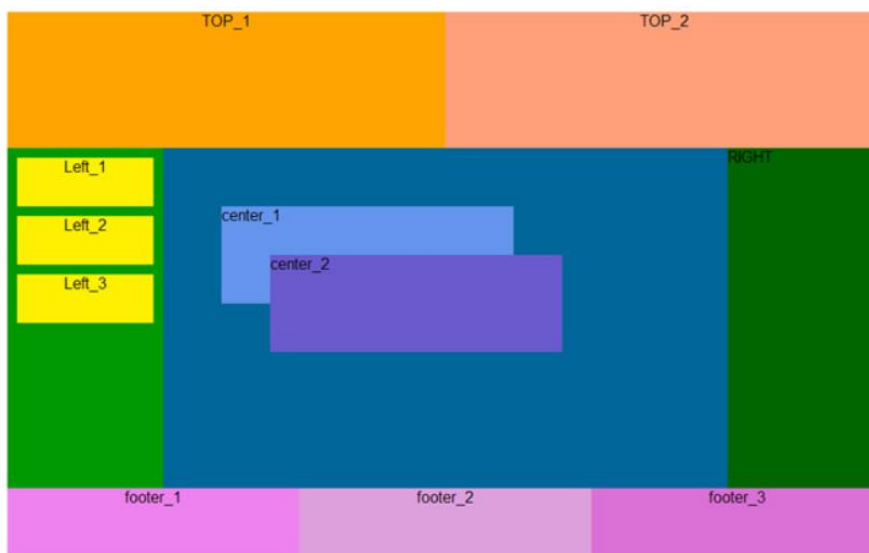 TOP_1
TOP_2
Left_1
Left_2
Left_3
center_1
center_2
RIGHT
footer_1
footer_2
footer_3